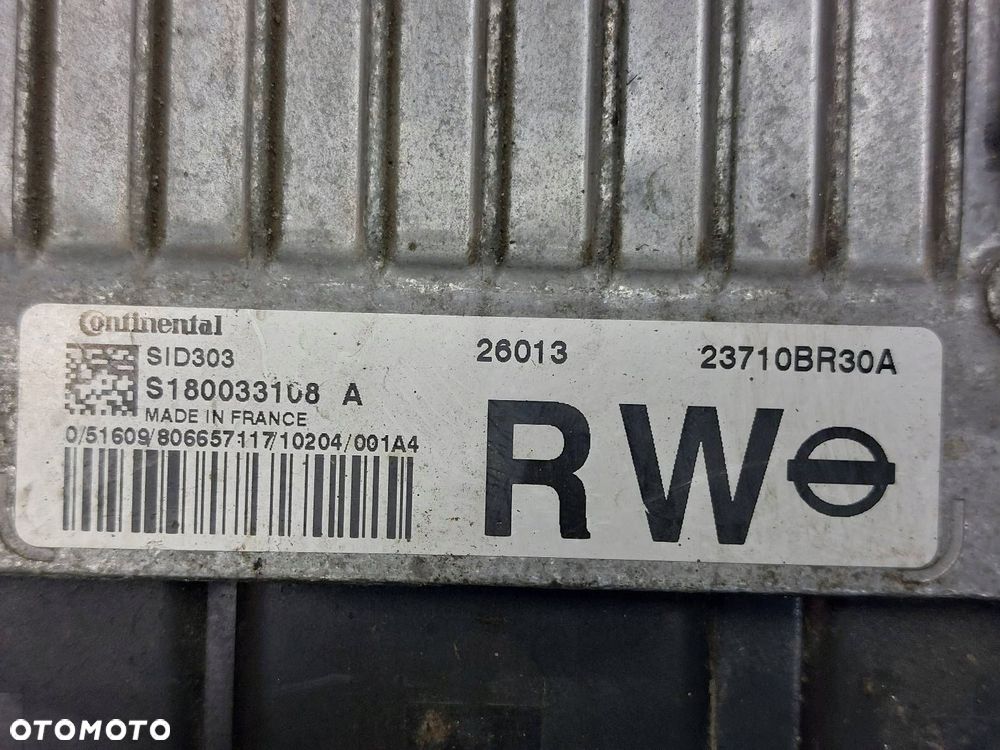 Continental
SID303
S180033108 A
MADE IN FRANCE
0/51609/806657117/10204/001A4
26013
23710BR30A
RW
OTOMOTO